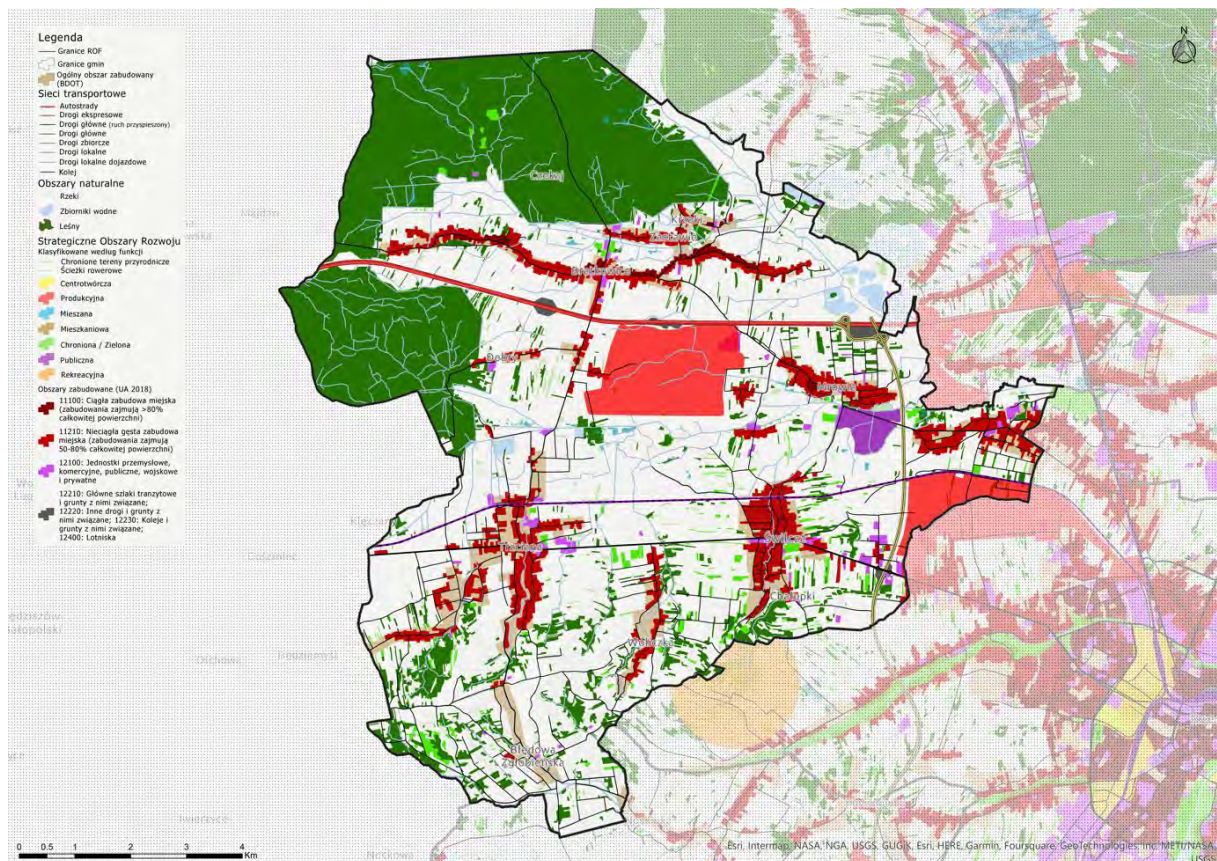 Legenda
Granice ROF
Granice gmin
Ogólny obszar zabudowany
(BDOT)
Sieci transportowe
Autostrady
Drogi ekspresowe
Drogi główne (ruch przyspieszony)
Drogi główne
Drogi zbiorcze
Drogi lokalne
Drogi lokalne dojazdowe
Kolej
Obszary naturalne
Rzeki
Zbiorniki wodne
Leśny
Strategiczne Obszary Rozwoju
Klasyfikowane według funkcji
Chronione tereny przyrodnicze
Ścieżki rowerowe
Centrotwórcza
Produkcyjna
Mieszana
Mieszkaniowa
Chroniona / Zielona
Publiczna
Rekreacyjna
Obszary zabudowane (UA 2018)
11100: Ciągła zabudowa miejska
(zabudowania zajmują >80%
całkowitej powierzchni)
11210: Nieciągła gęsta zabudowa
miejska (zabudowania zajmują
50-80% całkowitej powierzchni)
12100: Jednostki przemysłowe,
komercyjne, publiczne, wojskowe
i prywatne
12210: Główne szlaki tranzytowe
i grunty z nimi związane;
12220: Inne drogi i grunty z
nimi związane; 12230: Koleje i
grunty z nimi związane;
12400: Lotniska
N
Czekaj
Majdan
Zastawie
Bratkowice
Mrowla
Trzciana
Świlcza
Chałupki
Woliczka
Błędowa
Zgłobieńska
0 0.5 1 2 3 4
Km
Esri, Intermap, NASA, NGA, USGS, GUGiK, Esri, HERE, Garmin, Foursquare, GeoTechnologies, Inc, METI/NASA,
USGS